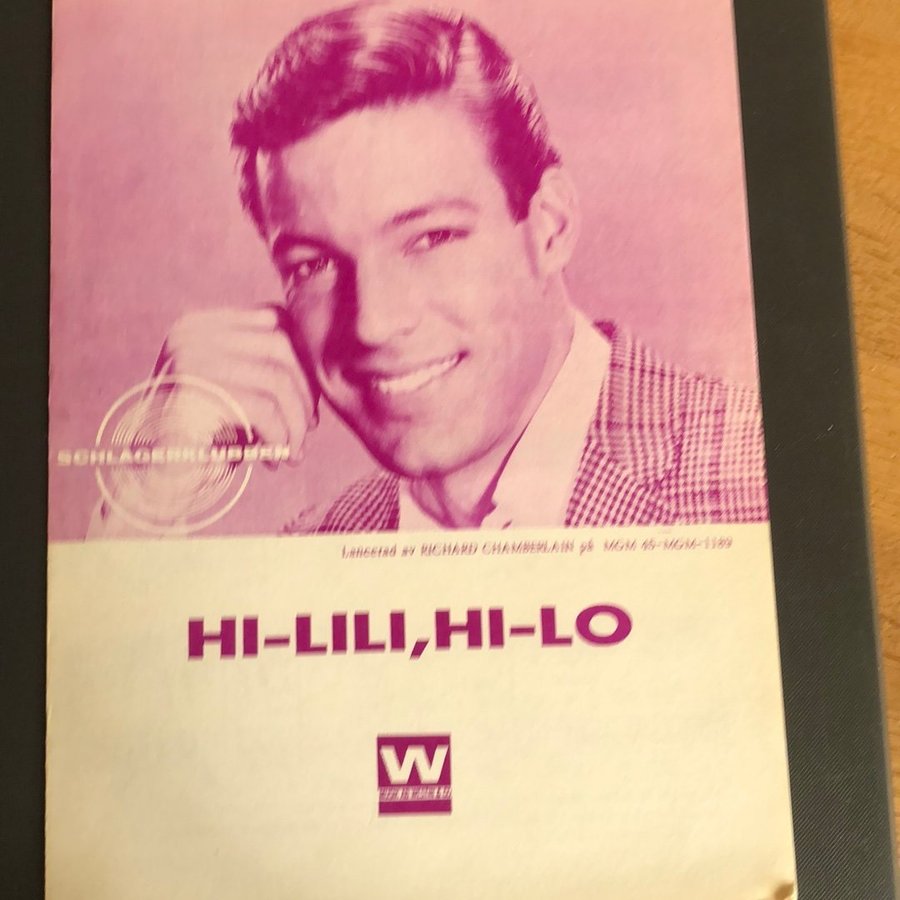 SCHLAGERKLUBBEN
Lanserad av RICHARD CHAMBERLAIN på MGM 45-MGM-1189
HI-LILI, HI-LO
W